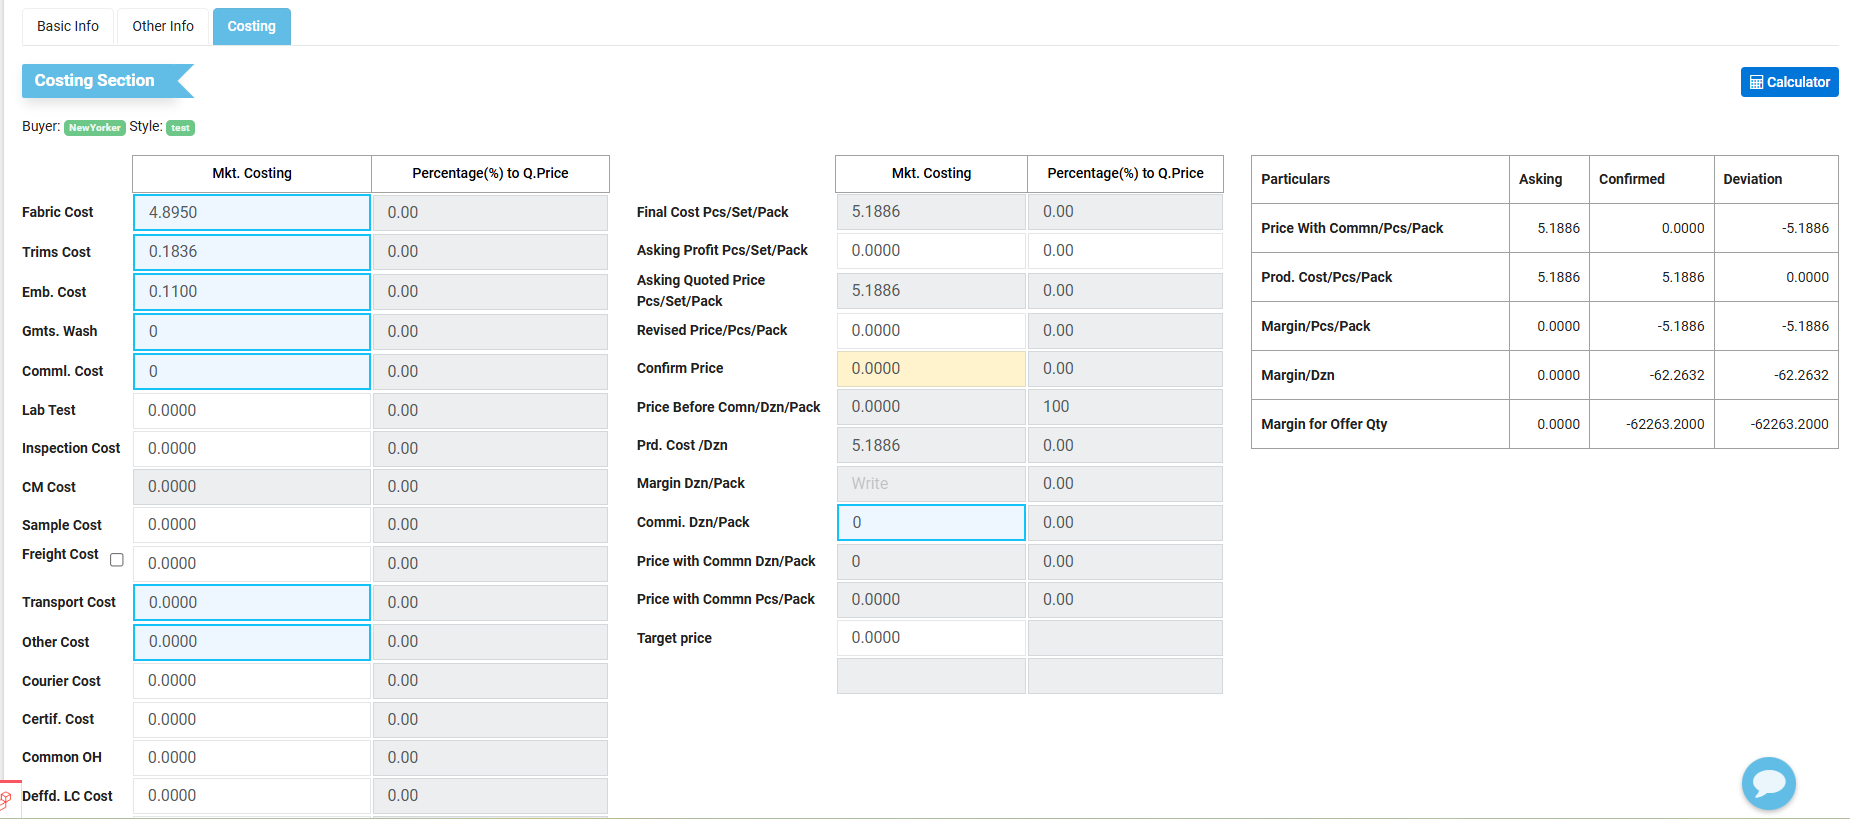 Basic Info Other Info Costing
Costing Section
Calculator
Buyer: NewYorker Style: test
Mkt. Costing Percentage(%) to Q.Price
Fabric Cost 4.8950 0.00
Trims Cost 0.1836 0.00
Emb. Cost 0.1100 0.00
Gmts. Wash 0 0.00
Comml. Cost 0 0.00
Lab Test 0.0000 0.00
Inspection Cost 0.0000 0.00
CM Cost 0.0000 0.00
Sample Cost 0.0000 0.00
Freight Cost 0.0000 0.00
Transport Cost 0.0000 0.00
Other Cost 0.0000 0.00
Courier Cost 0.0000 0.00
Certif. Cost 0.0000 0.00
Common OH 0.0000 0.00
Deffd. LC Cost 0.0000 0.00
Mkt. Costing Percentage(%) to Q.Price
Final Cost Pcs/Set/Pack 5.1886 0.00
Asking Profit Pcs/Set/Pack 0.0000 0.00
Asking Quoted Price
Pcs/Set/Pack 5.1886 0.00
Revised Price/Pcs/Pack 0.0000 0.00
Confirm Price 0.0000 0.00
Price Before Comn/Dzn/Pack 0.0000 100
Prd. Cost /Dzn 5.1886 0.00
Margin Dzn/Pack Write 0.00
Commi. Dzn/Pack 0 0.00
Price with Commn Dzn/Pack 0 0.00
Price with Commn Pcs/Pack 0.0000 0.00
Target price 0.0000
Particulars Asking Confirmed Deviation
Price With Commn/Pcs/Pack 5.1886 0.0000 -5.1886
Prod. Cost/Pcs/Pack 5.1886 5.1886 0.0000
Margin/Pcs/Pack 0.0000 -5.1886 -5.1886
Margin/Dzn 0.0000 -62.2632 -62.2632
Margin for Offer Qty 0.0000 -62263.2000 -62263.2000